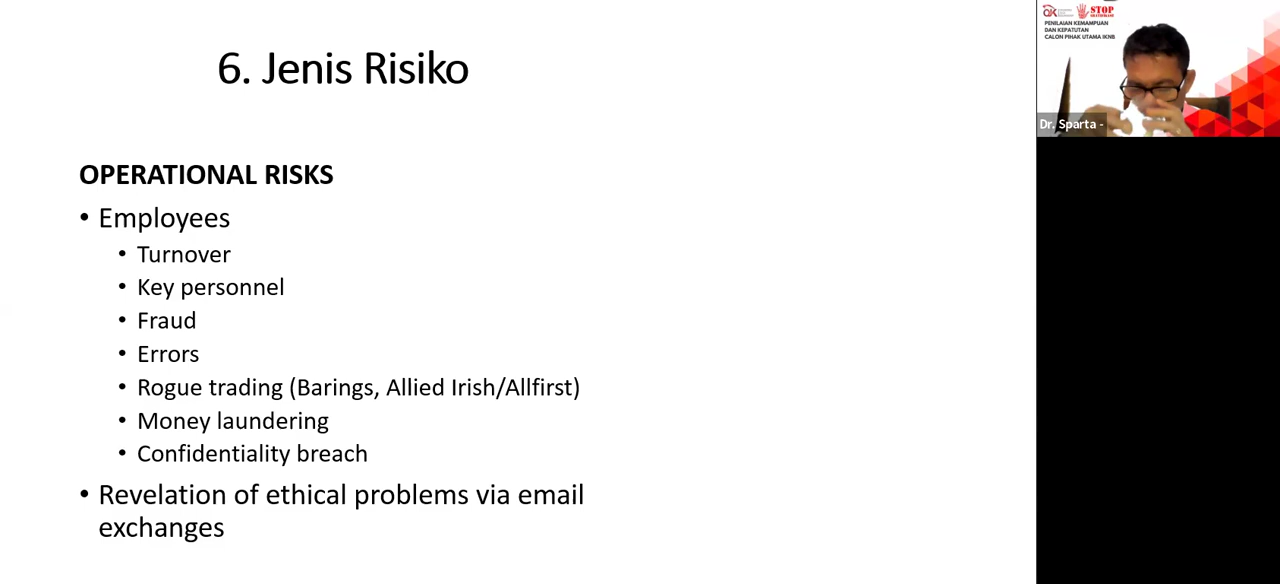 6. Jenis Risiko
OPERATIONAL RISKS
• Employees
• Turnover
• Key personnel
• Fraud
• Errors
• Rogue trading (Barings, Allied Irish/Allfirst)
• Money laundering
• Confidentiality breach
• Revelation of ethical problems via email
exchanges
STOP
PENILAIAN KEMAMPUAN
DAN KEPATUTAN
CALON PIHAK UTAMA IKNB
Dr. Sparta -